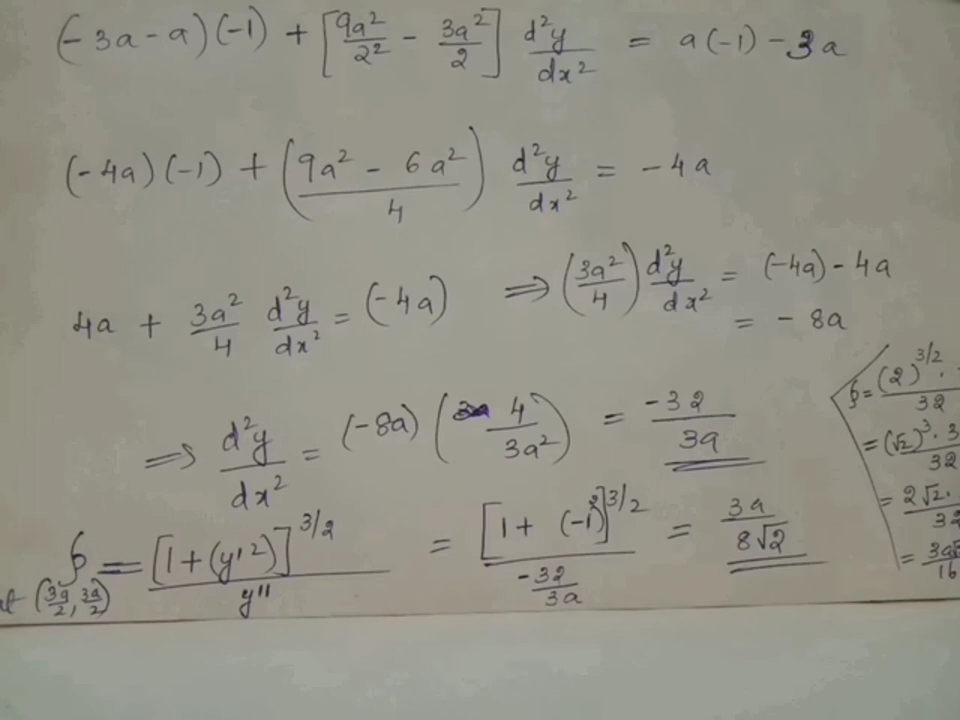 (-3a-a)(-1) + [9a²/2² - 3a²/2] d²y/dx² = a(-1) - 3a
(-4a)(-1) + (9a² - 6a²/4) d²y/dx² = -4a
4a + 3a²/4 d²y/dx² = (-4a) ⟹ (3a²/4) d²y/dx² = (-4a) - 4a
= -8a
⟹ d²y/dx² = (-8a) (4/3a²) = -32/3a
ρ = [1+(y'²)]^3/2 / y'' = [1+ (-1)²]^3/2 / -32/3a = 3a/8√2
at (3a/2, 3a/2)
ρ = (2)^3/2 . / 32
= (√2)³ . 3 / 32
= 2√2 . / 32
= 3a√ / 16